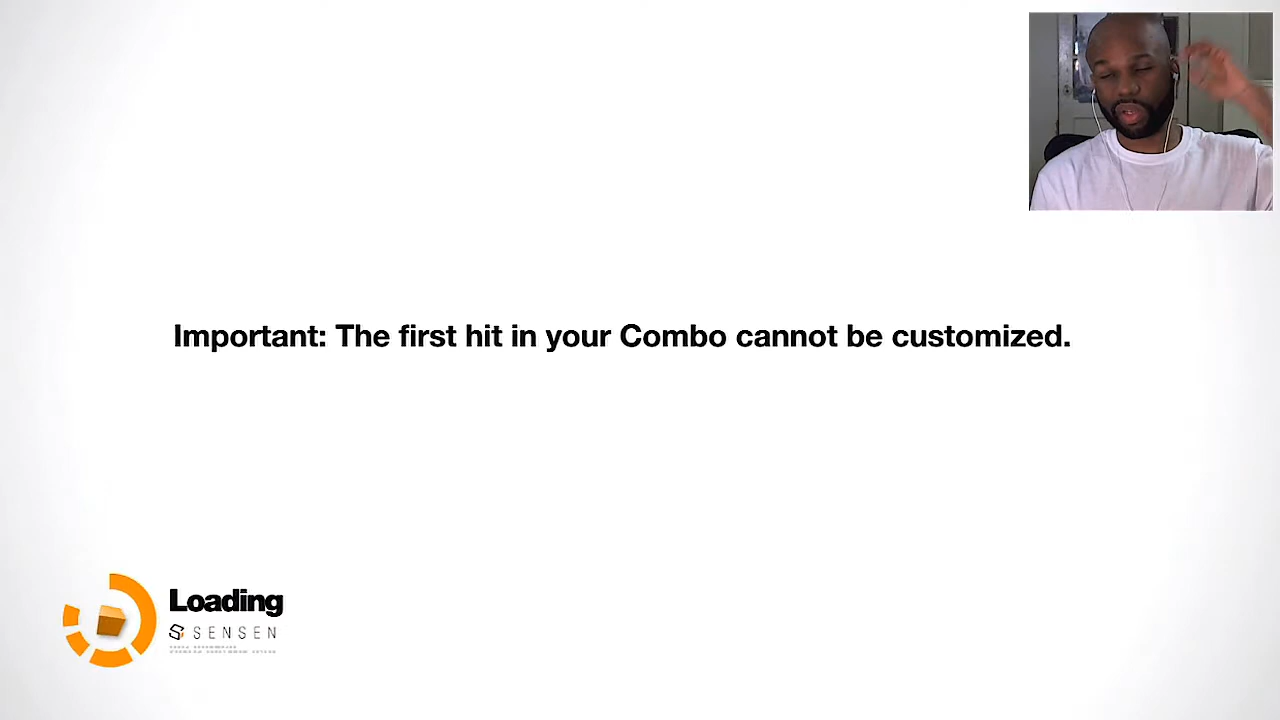 Important: The first hit in your Combo cannot be customized.
Loading
SENSEN